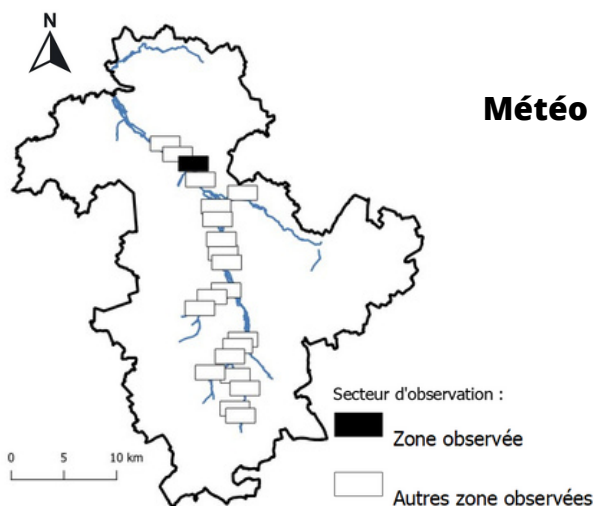 N
Météo
Secteur d'observation :
Zone observée
0 5 10 km
Autres zone observées